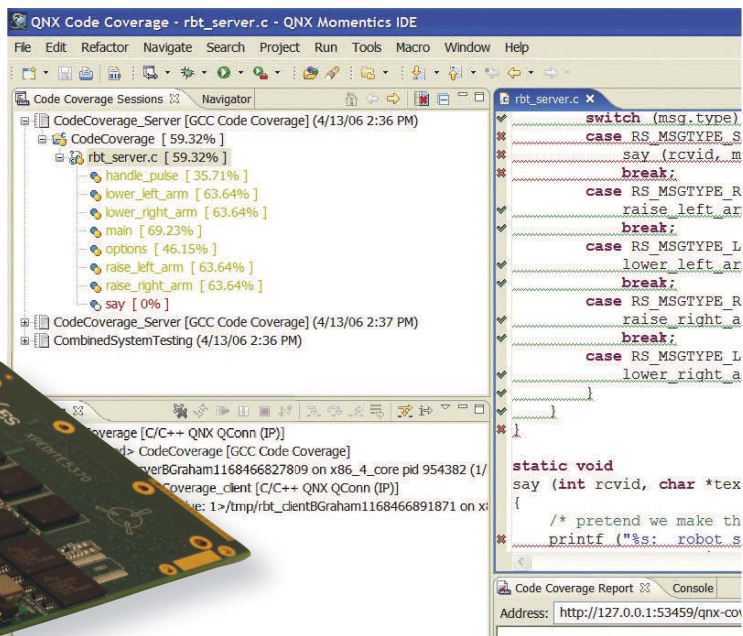 QNX Code Coverage - rbt_server.c - QNX Momentics IDE
File Edit Refactor Navigate Search Project Run Tools Macro Window Help
Code Coverage Sessions Navigator
CodeCoverage_Server [GCC Code Coverage] (4/13/06 2:36 PM)
CodeCoverage [ 59.32% ]
rbt_server.c [ 59.32% ]
handle_pulse [ 35.71% ]
lower_left_arm [ 63.64% ]
lower_right_arm [ 63.64% ]
main [ 69.23% ]
options [ 46.15% ]
raise_left_arm [ 63.64% ]
raise_right_arm [ 63.64% ]
say [ 0% ]
CodeCoverage_Server [GCC Code Coverage] (4/13/06 2:37 PM)
CombinedSystemTesting (4/13/06 2:36 PM)
overage [C/C++ QNX QConn (IP)]
CodeCoverage [GCC Code Coverage]
verBGraham1168466827809 on x86_4_core pid 954382 (1/
Coverage_client [C/C++ QNX QConn (IP)]
ue: 1>/tmp/rbt_clientBGraham1168466891871 on x
rbt_server.c
switch (msg.type)
case RS_MSGTYPE_S
say (rcvid, m
break;
case RS_MSGTYPE_R
raise_left_ar
break;
case RS_MSGTYPE_L
lower_left_ar
break;
case RS_MSGTYPE_R
raise_right_a
break;
case RS_MSGTYPE_L
lower_right_a
}
}
}
static void
say (int rcvid, char *tex
{
/* pretend we make th
printf ("%s: robot s
Code Coverage Report Console
Address: http://127.0.0.1:53459/qnx-cov